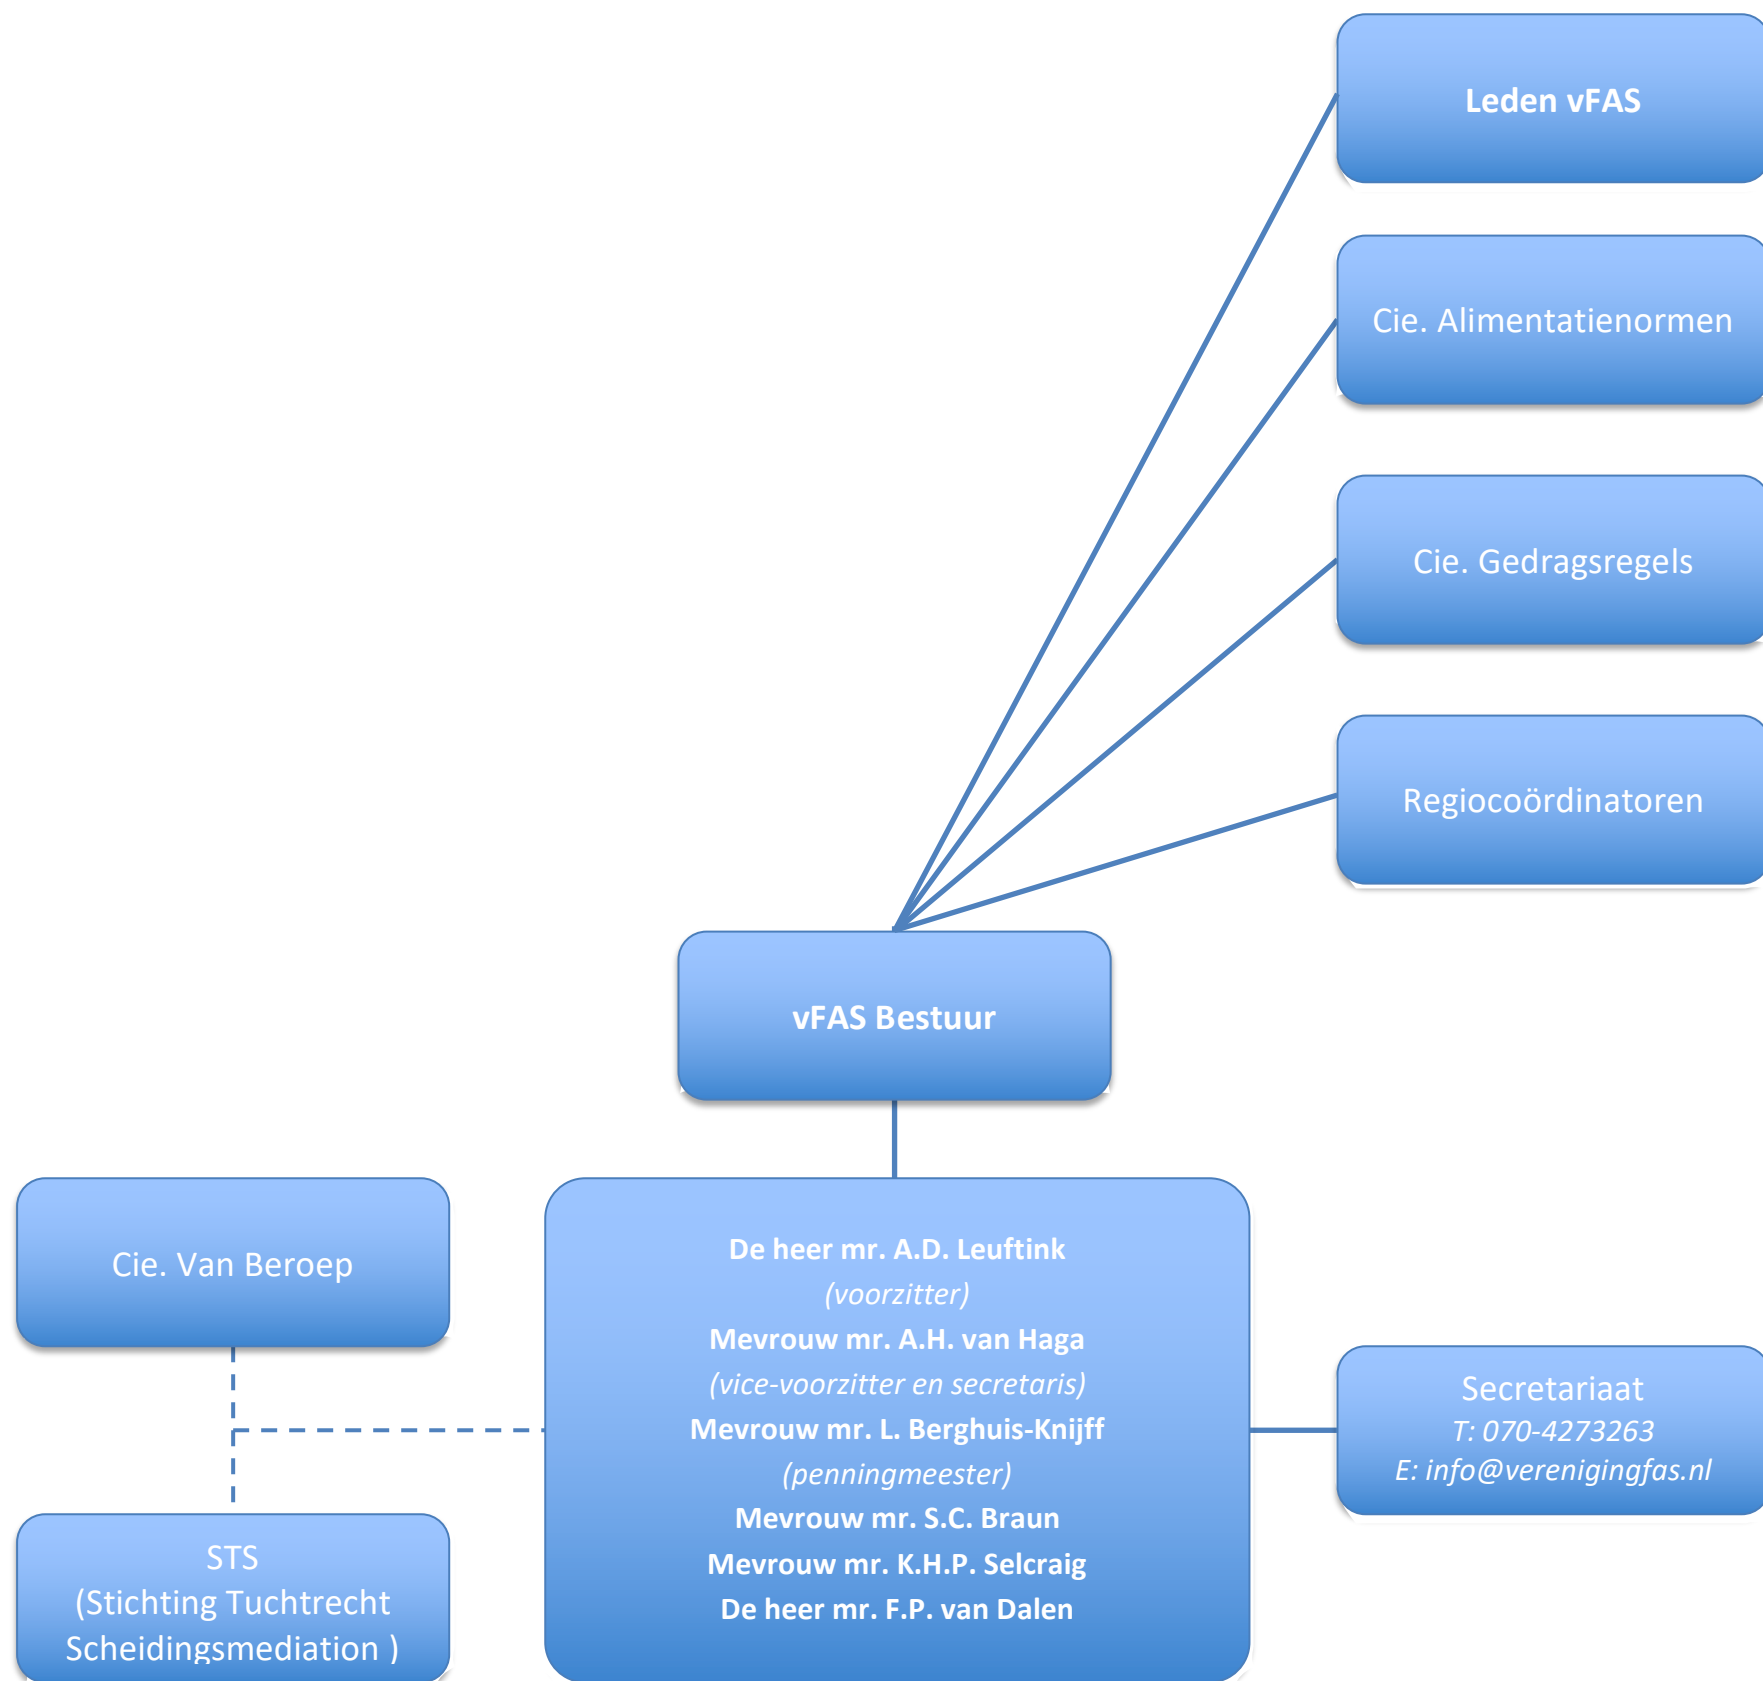 Leden vFAS
Cie. Alimentatienormen
Cie. Gedragsregels
Regiocoördinatoren
vFAS Bestuur
Cie. Van Beroep
De heer mr. A.D. Leuftink
(voorzitter)
Mevrouw mr. A.H. van Haga
(vice-voorzitter en secretaris)
Mevrouw mr. L. Berghuis-Knijff
(penningmeester)
Mevrouw mr. S.C. Braun
Mevrouw mr. K.H.P. Selcraig
De heer mr. F.P. van Dalen
Secretariaat
T: 070-4273263
E: info@verenigingfas.nl
STS
(Stichting Tuchtrecht
Scheidingsmediation )